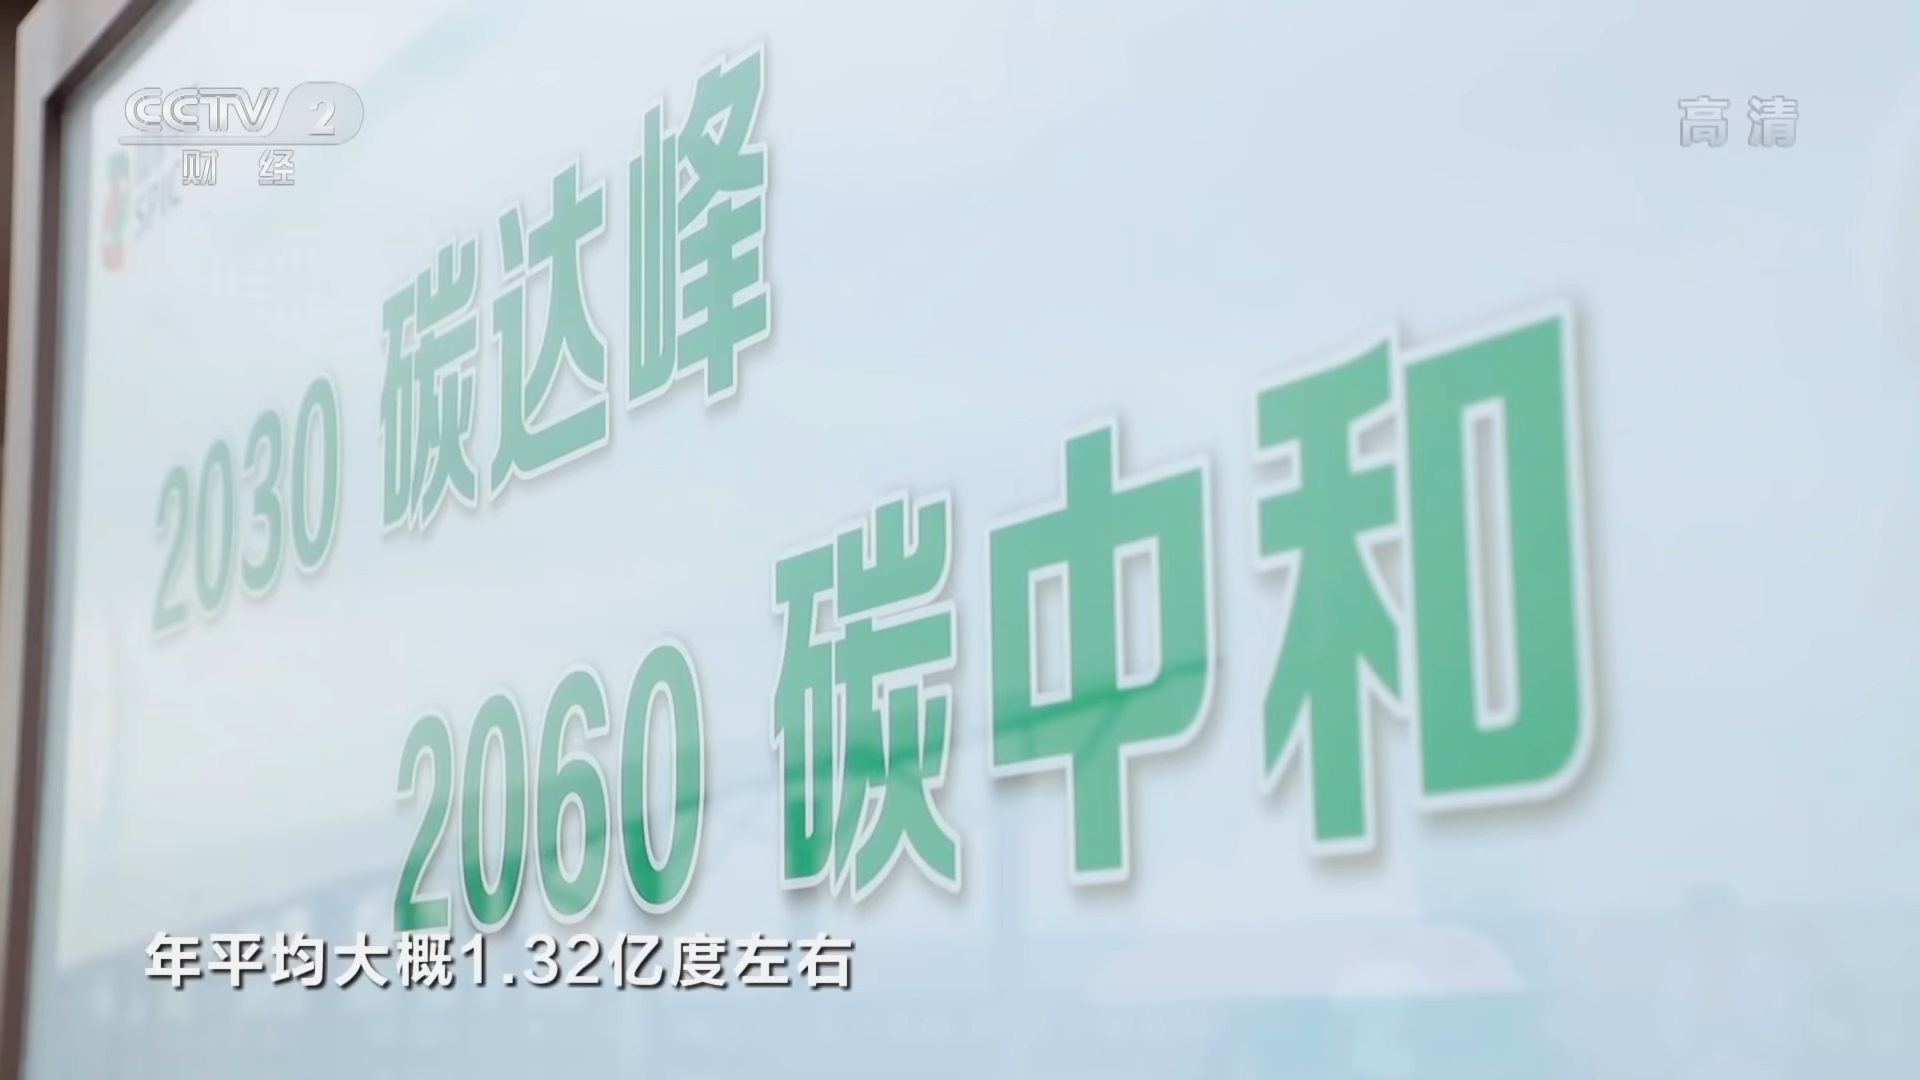 CCTV 2
财经
高清
SPIC
2030 碳达峰
2060 碳中和
年平均大概1.32亿度左右